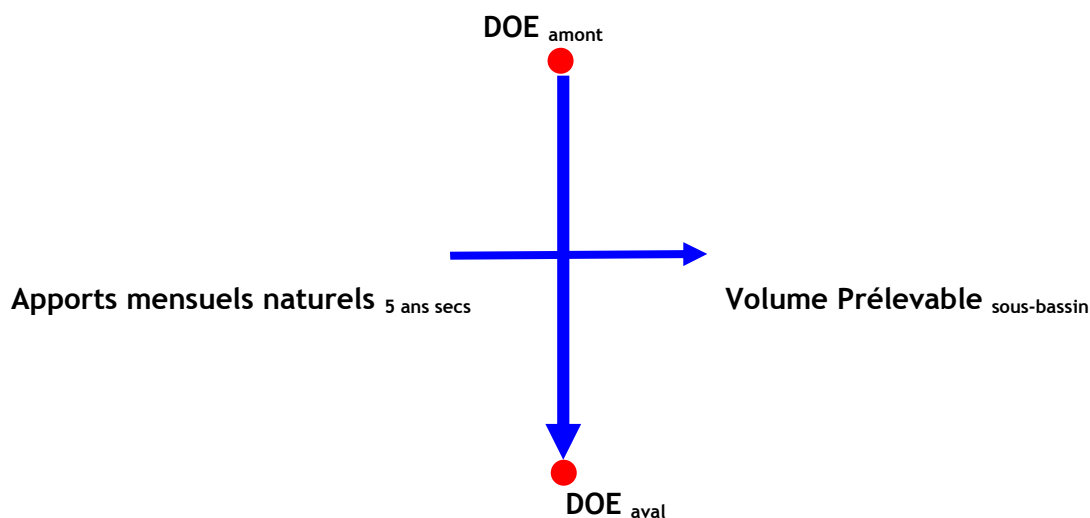 DOE amont
Apports mensuels naturels 5 ans secs
Volume Prélevable sous-bassin
DOE aval